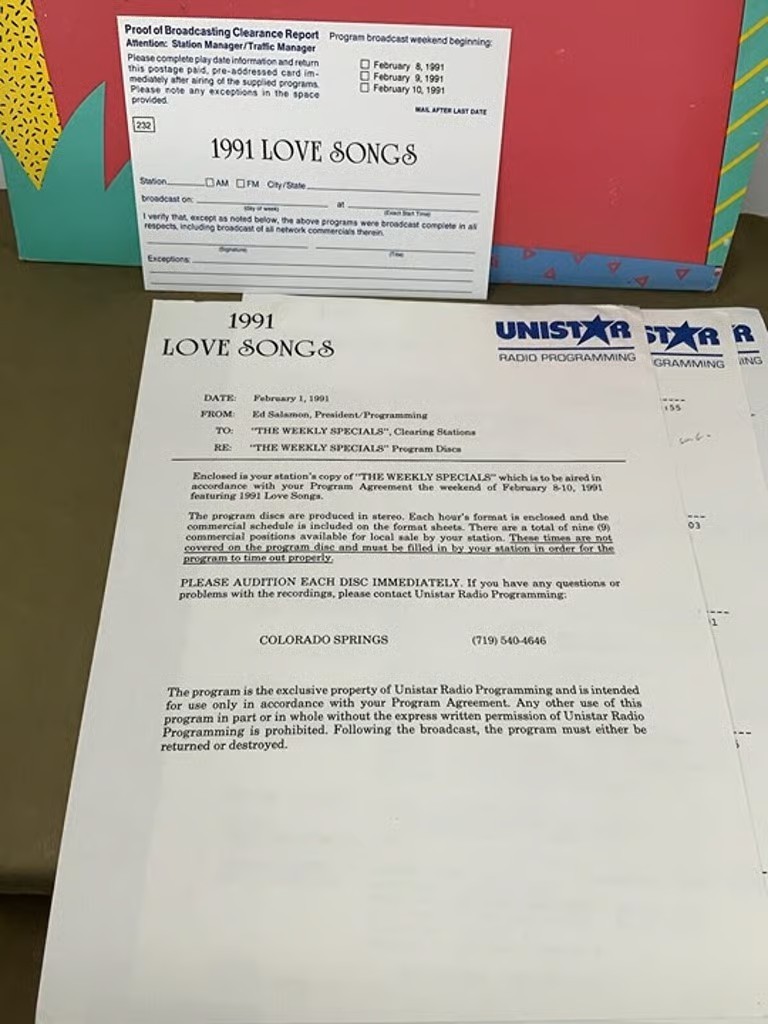 Proof of Broadcasting Clearance Report
Attention: Station Manager/Traffic Manager
Please complete play date information and return
this postage paid, pre-addressed card im-
mediately after airing of the supplied programs.
Please note any exceptions in the space
provided.
Program broadcast weekend beginning:
February 8, 1991
February 9, 1991
February 10, 1991
MAIL AFTER LAST DATE
232
1991 LOVE SONGS
Station AM FM City/State
broadcast on: at
(Day of week) (Exact Start Time)
I verify that, except as noted below, the above programs were broadcast complete in all
respects, including broadcast of all network commercials therein.
(Signature) (Title)
Exceptions:
1991
LOVE SONGS
UNISTAR
RADIO PROGRAMMING
DATE: February 1, 1991
FROM: Ed Salamon, President/Programming
TO: "THE WEEKLY SPECIALS", Clearing Stations
RE: "THE WEEKLY SPECIALS" Program Discs
Enclosed is your station's copy of "THE WEEKLY SPECIALS" which is to be aired in
accordance with your Program Agreement the weekend of February 8-10, 1991
featuring 1991 Love Songs.
The program discs are produced in stereo. Each hour's format is enclosed and the
commercial schedule is included on the format sheets. There are a total of nine (9)
commercial positions available for local sale by your station. These times are not
covered on the program disc and must be filled in by your station in order for the
program to time out properly.
PLEASE AUDITION EACH DISC IMMEDIATELY. If you have any questions or
problems with the recordings, please contact Unistar Radio Programming:
COLORADO SPRINGS (719) 540-4646
The program is the exclusive property of Unistar Radio Programming and is intended
for use only in accordance with your Program Agreement. Any other use of this
program in part or in whole without the express written permission of Unistar Radio
Programming is prohibited. Following the broadcast, the program must either be
returned or destroyed.
STAR
GRAMMING
:55
03
R
ING